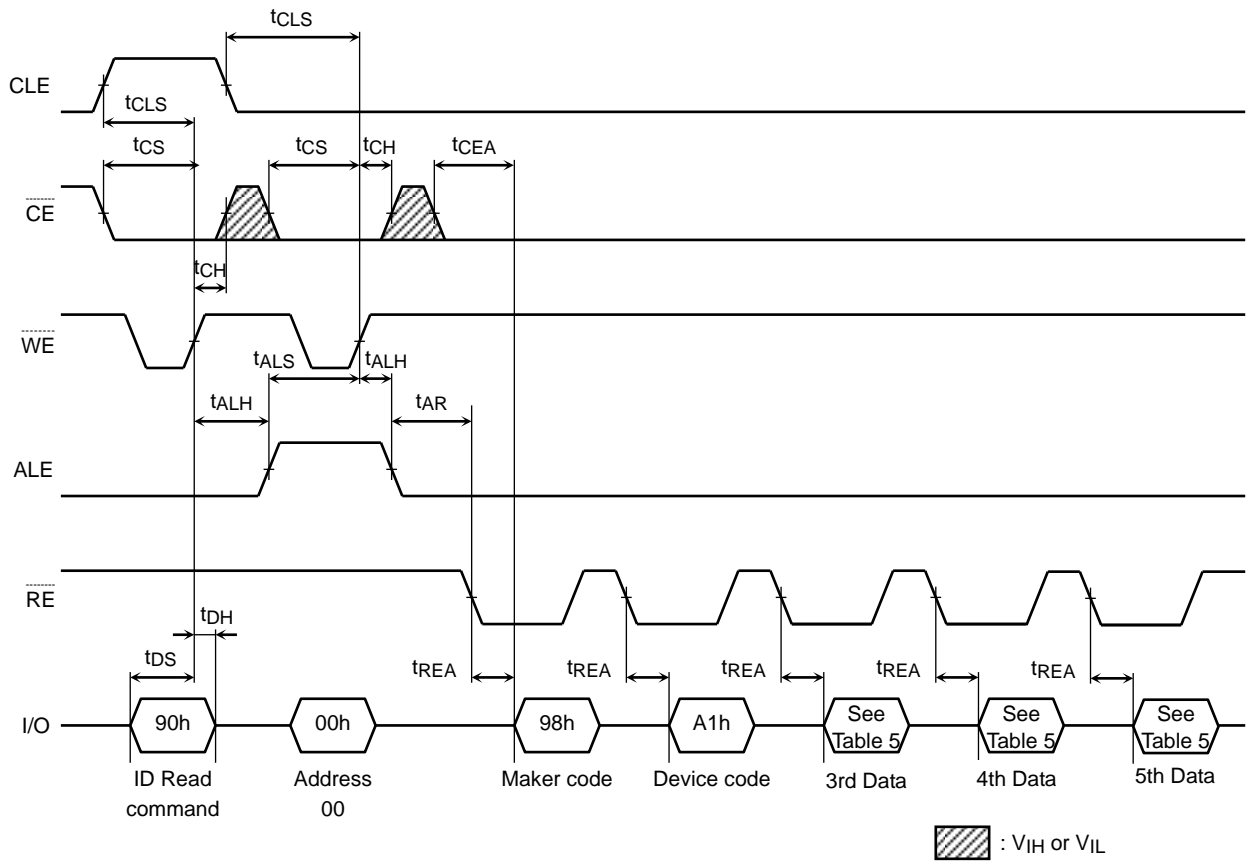 tCLS
CLE
tCLS
tCS
tCS
tCH
tCEA
CE
tCH
WE
tALS
tALH
tALH
tAR
ALE
RE
tDH
tDS
tREA
tREA
tREA
tREA
tREA
I/O
90h
00h
98h
A1h
See
Table 5
See
Table 5
See
Table 5
ID Read
command
Address
00
Maker code
Device code
3rd Data
4th Data
5th Data
: VIH or VIL